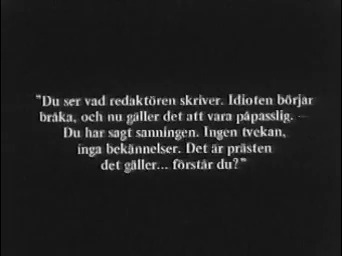 "Du ser vad redaktören skriver. Idioten börjar
bråka, och nu gäller det att vara påpasslig. –
Du har sagt sanningen. Ingen tvekan,
inga bekännelser. Det är prästen
det gäller... förstår du?"